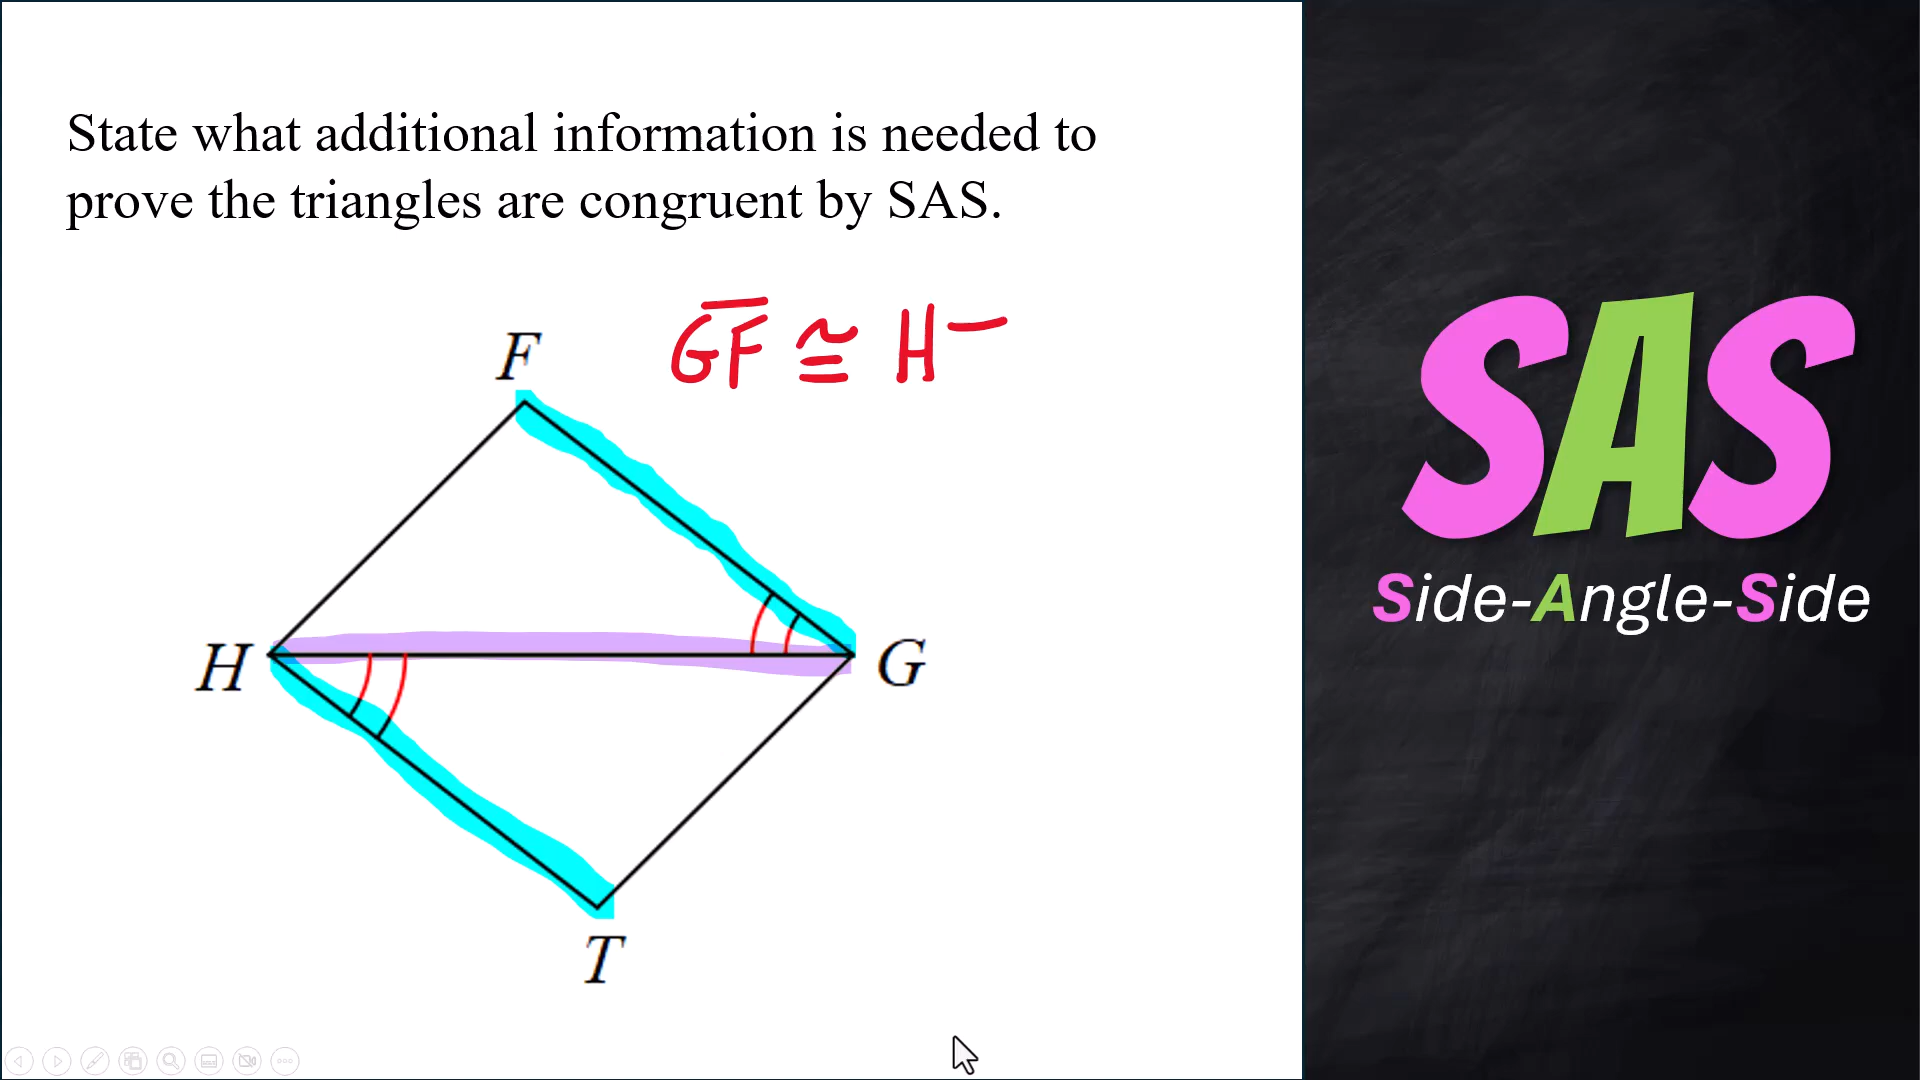 State what additional information is needed to
prove the triangles are congruent by SAS.
GF ≅ H
F
H
G
T
SAS
Side-Angle-Side